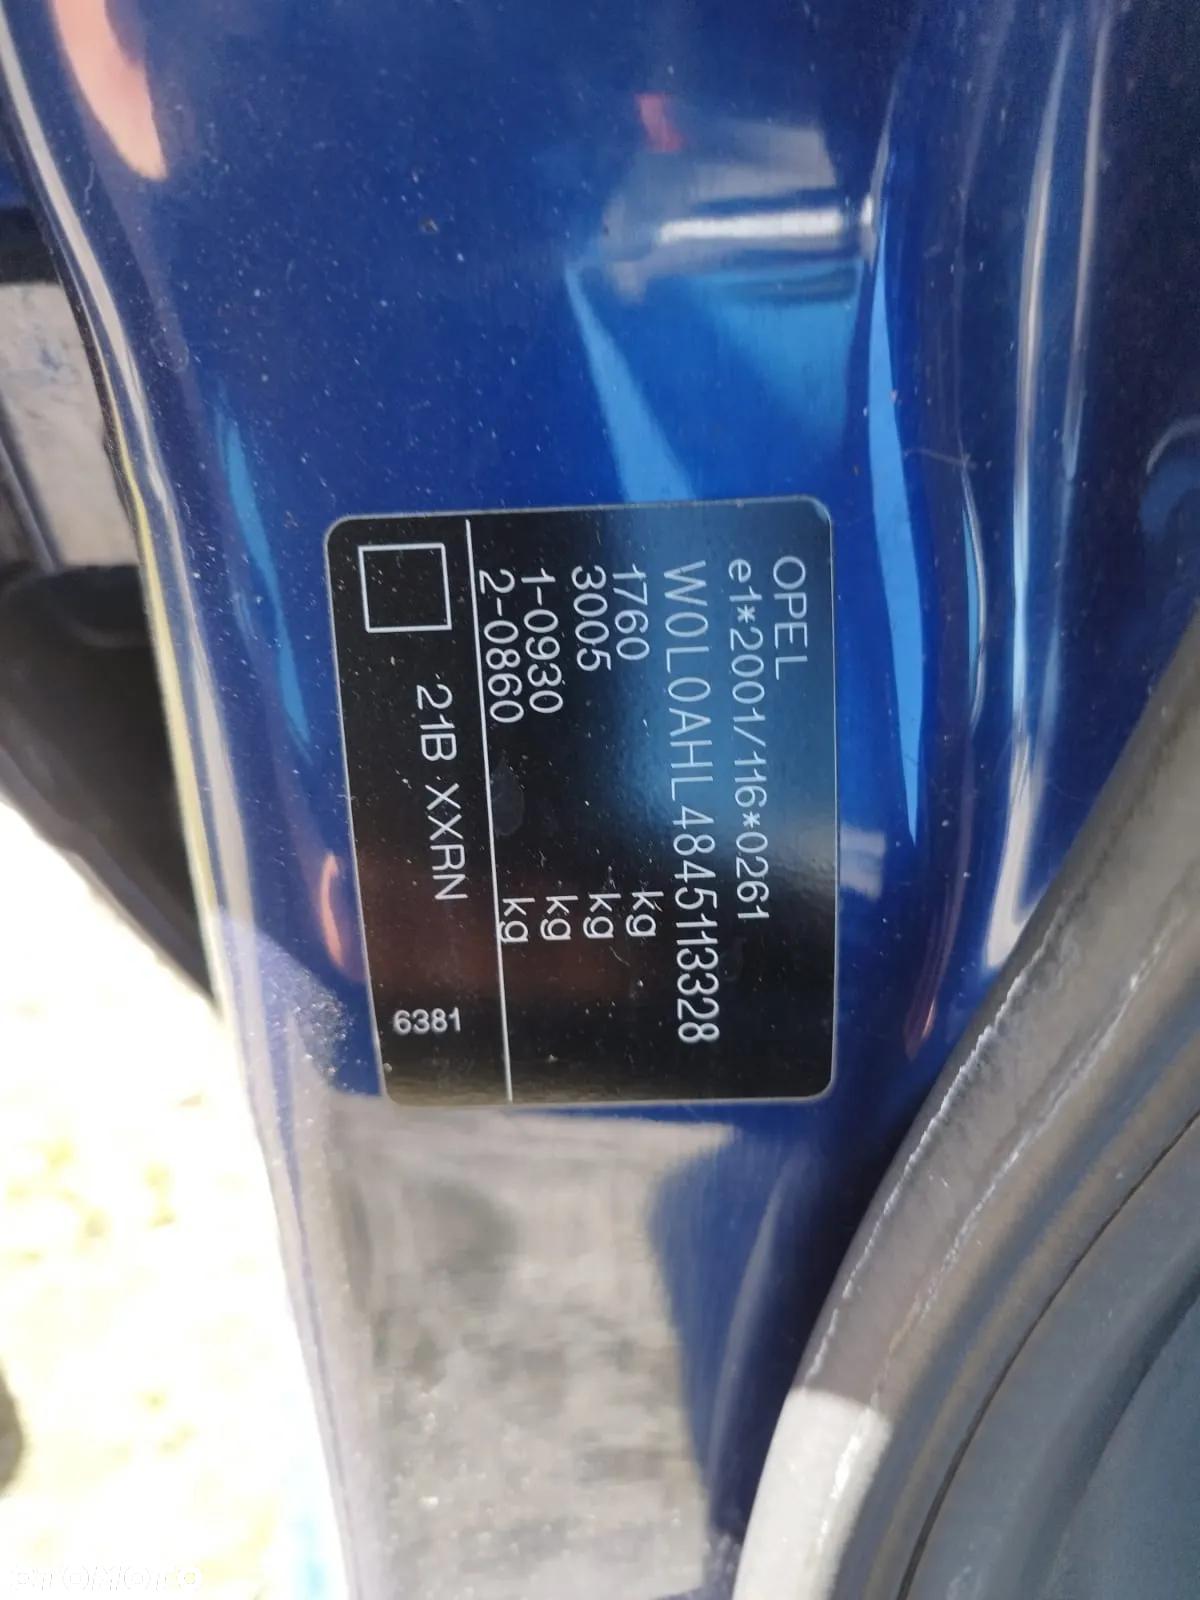 OPEL
e1*2001/116*0261
W0L0AHL4845113328
1760 kg
3005 kg
1-0930 kg
2-0860 kg
21B XXRN
6381
OTOMOTO